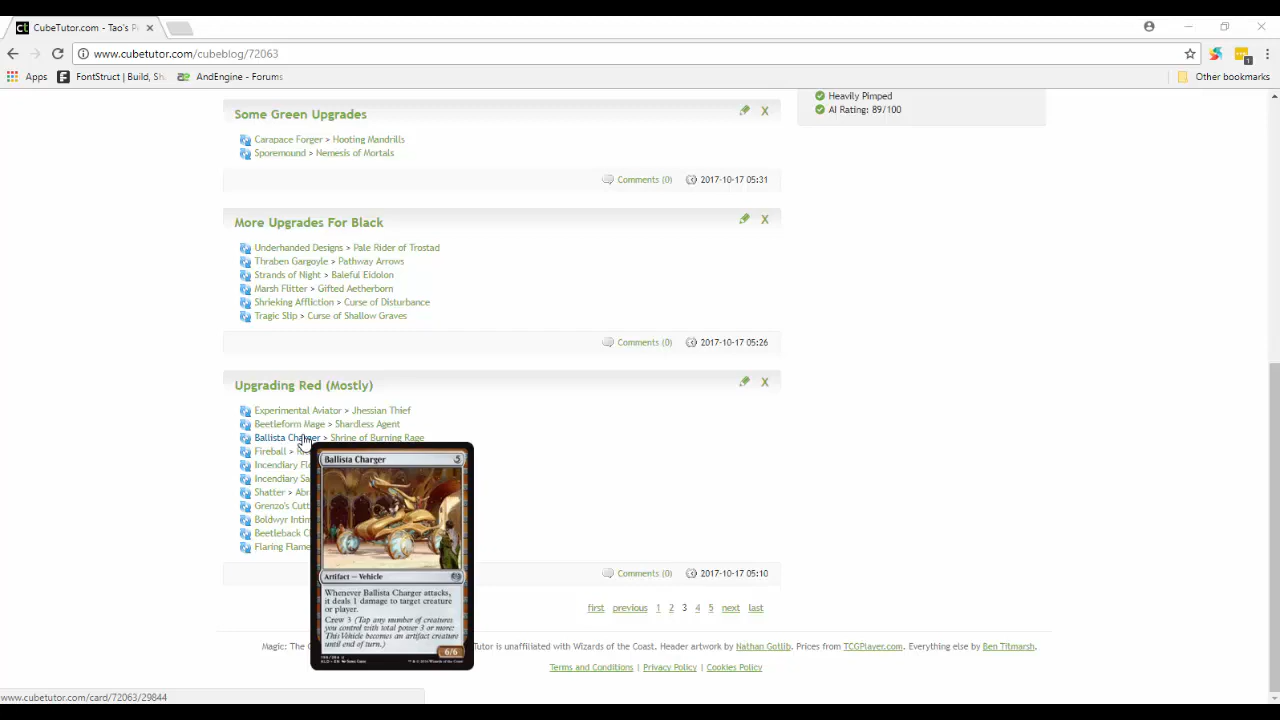 CubeTutor.com - Tao's P
www.cubetutor.com/cubeblog/72063
Apps
FontStruct | Build, Sh
AndEngine - Forums
Other bookmarks
Heavily Pimped
AI Rating: 89/100
Some Green Upgrades
X
Carapace Forger > Hooting Mandrills
Sporemound > Nemesis of Mortals
Comments (0)
2017-10-17 05:31
More Upgrades For Black
X
Underhanded Designs > Pale Rider of Trostad
Thraben Gargoyle > Pathway Arrows
Strands of Night > Baleful Eidolon
Marsh Flitter > Gifted Aetherborn
Shrieking Affliction > Curse of Disturbance
Tragic Slip > Curse of Shallow Graves
Comments (0)
2017-10-17 05:26
Upgrading Red (Mostly)
X
Experimental Aviator > Jhessian Thief
Beetleform Mage > Shardless Agent
Ballista Charger > Shrine of Burning Rage
Fireball >
Incendiary Fl
Incendiary Sa
Shatter > Abr
Grenzo's Cutt
Boldwyr Intim
Beetleback C
Flaring Flame
Ballista Charger 5
Artifact — Vehicle
Whenever Ballista Charger attacks,
it deals 1 damage to target creature
or player.
Crew 3 (Tap any number of creatures
you control with total power 3 or more:
This Vehicle becomes an artifact creature
until end of turn.)
6/6
Comments (0)
2017-10-17 05:10
first previous 1 2 3 4 5 next last
Magic: The G
Tutor is unaffiliated with Wizards of the Coast. Header artwork by Nathan Gotlib. Prices from TCGPlayer.com. Everything else by Ben Titmarsh.
Terms and Conditions | Privacy Policy | Cookies Policy
www.cubetutor.com/card/72063/29844